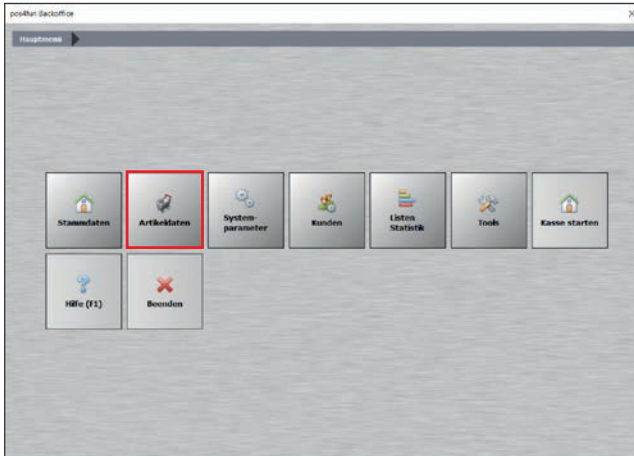 pos4fun Backoffice
Hauptmenü
Stammdaten
Artikeldaten
System-
parameter
Kunden
Listen
Statistik
Tools
Kasse starten
Hilfe (F1)
Beenden